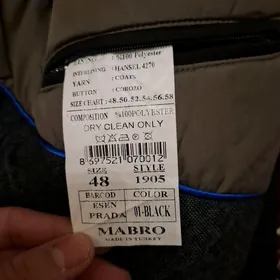 : %100 Polyester
INTERLINING : HANSEL 4270
YARN : COATS
BUTTON : COROZO
SIZE CHART : 48.50.52.54.56.58
COMPOSITION %100POLYESTER
DRY CLEAN ONLY
8 697521 070012
SIZE STYLE
48 1905
BARCOD COLOR
ESEN 01-BLACK
PRADA
MABRO
MADE IN TURKEY